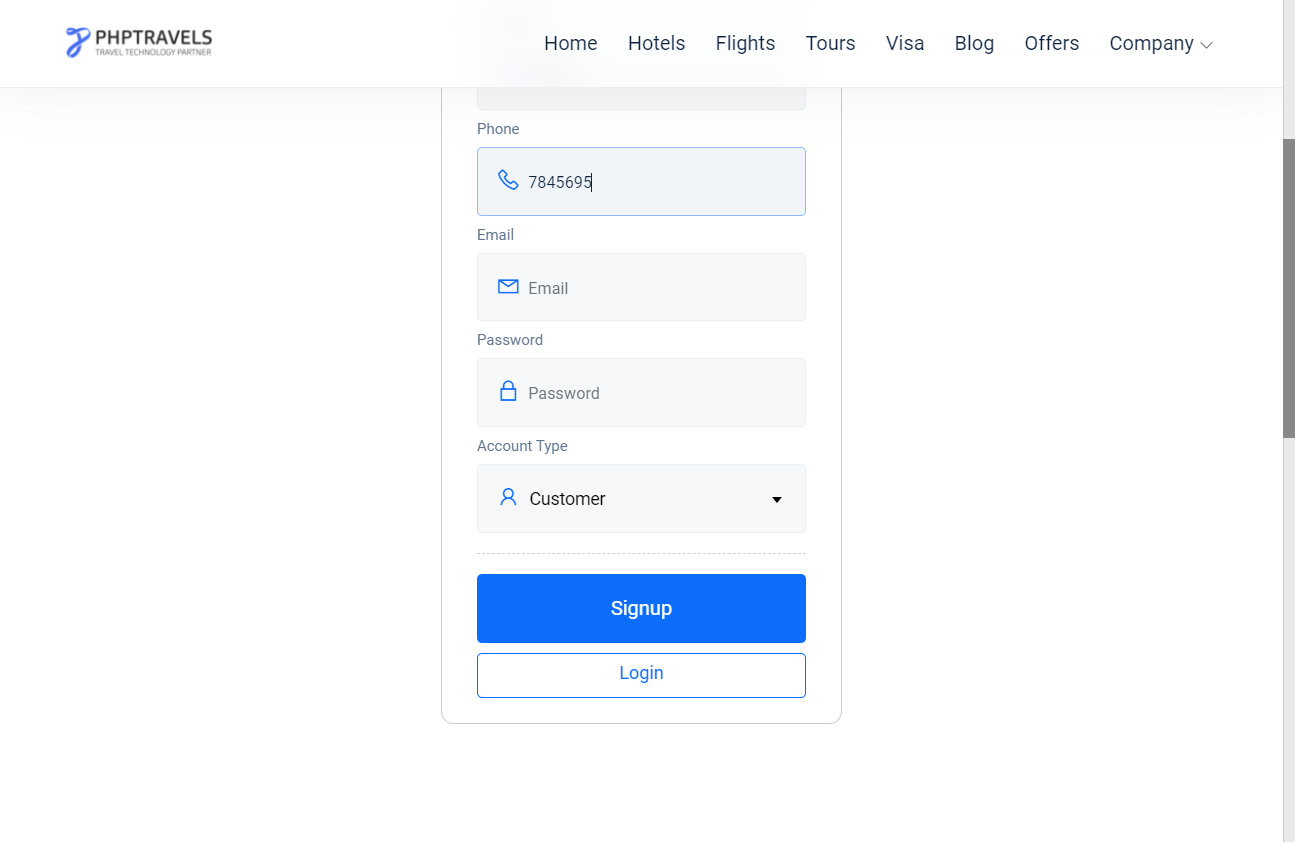 PHPTRAVELS
TRAVEL TECHNOLOGY PARTNER
Home Hotels Flights Tours Visa Blog Offers Company
Phone
7845695
Email
Email
Password
Password
Account Type
Customer
Signup
Login